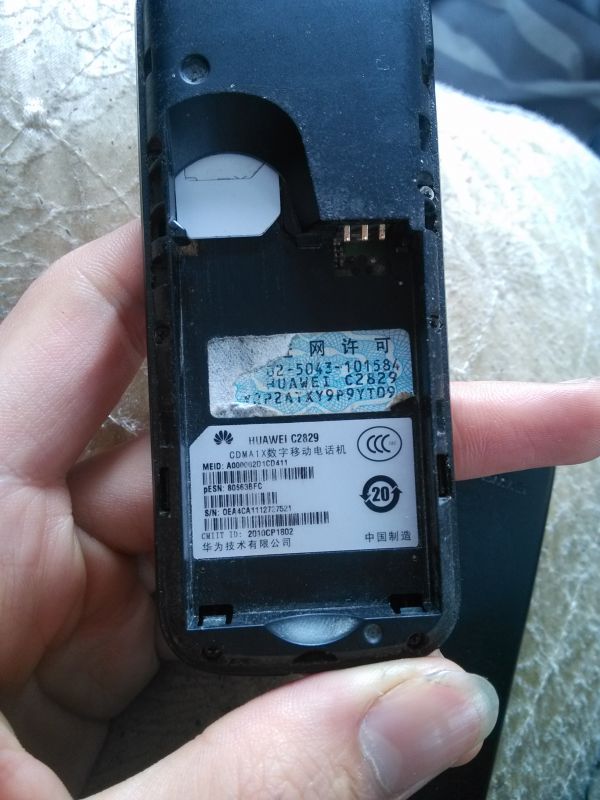 网许可
02-5043-101584
HUAWEI C2829
HUAWEI C2829
CDMA1X数字移动电话机
CCC
MEID: A000002D1CD411
pESN: 80563BFC
20
S/N: 0EA4CA1112727521
CMIIT ID: 2010CP1802
华为技术有限公司
中国制造